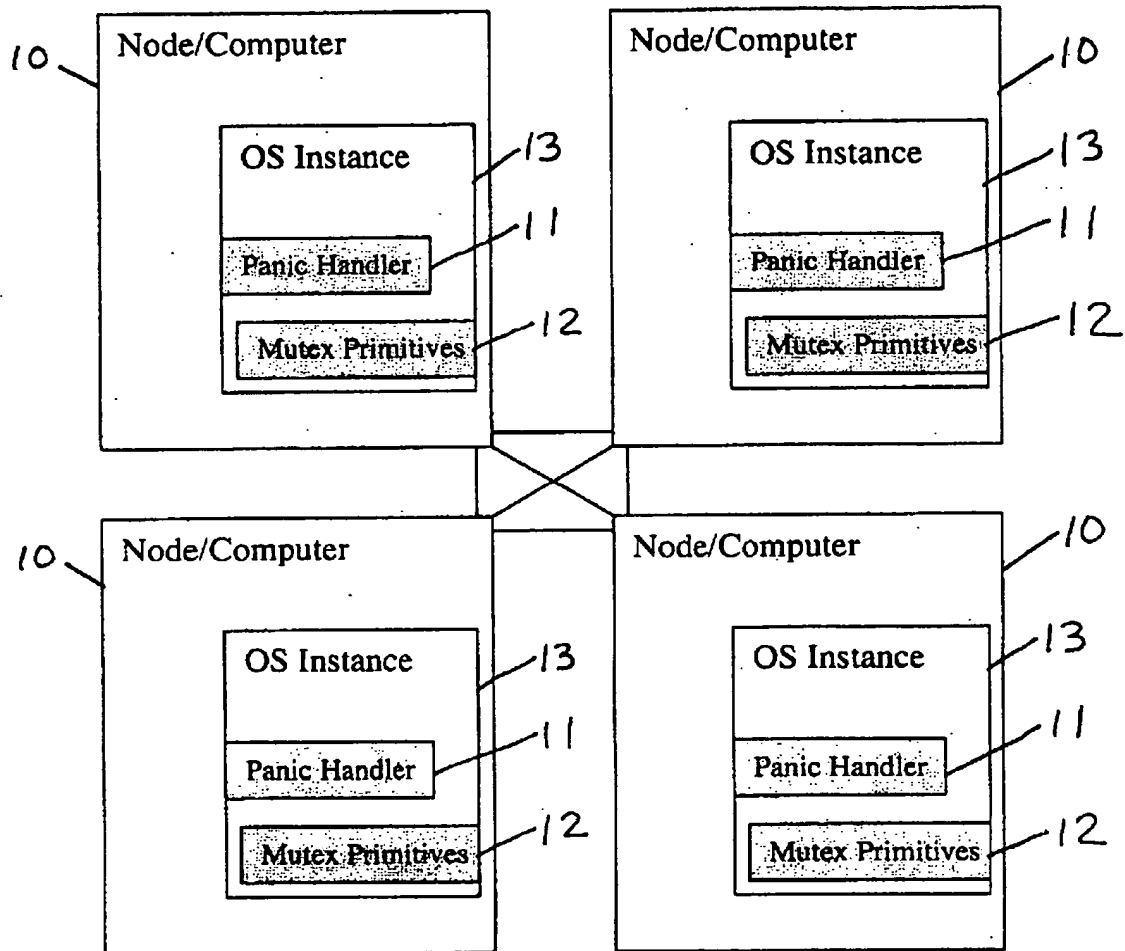 Node/Computer
10
OS Instance
13
Panic Handler
11
Mutex Primitives
12
Node/Computer
10
OS Instance
13
Panic Handler
11
Mutex Primitives
12
Node/Computer
10
OS Instance
13
Panic Handler
11
Mutex Primitives
12
Node/Computer
10
OS Instance
13
Panic Handler
11
Mutex Primitives
12